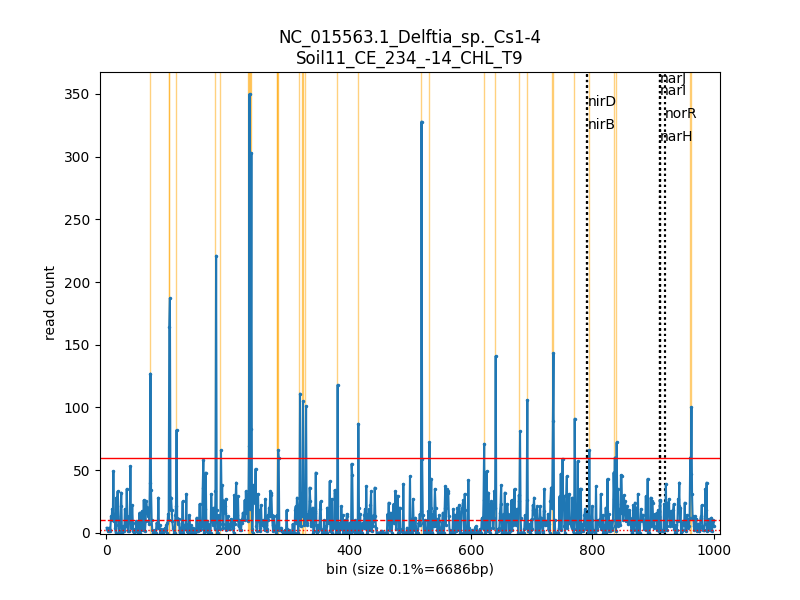 NC_015563.1_Delftia_sp._Cs1-4
Soil11_CE_234_-14_CHL_T9
narJ
narI
nirD
norR
nirB
narH
350
300
250
200
150
100
50
0
read count
0 200 400 600 800 1000
bin (size 0.1%=6686bp)